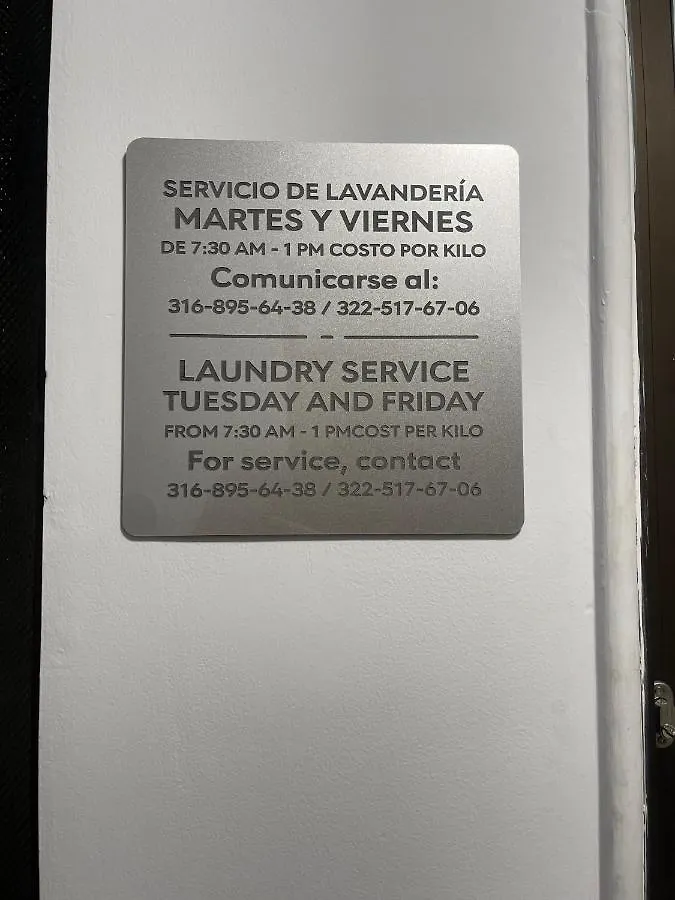 SERVICIO DE LAVANDERÍA
MARTES Y VIERNES
DE 7:30 AM - 1 PM COSTO POR KILO
Comunicarse al:
316-895-64-38 / 322-517-67-06
LAUNDRY SERVICE
TUESDAY AND FRIDAY
FROM 7:30 AM - 1 PMCOST PER KILO
For service, contact
316-895-64-38 / 322-517-67-06